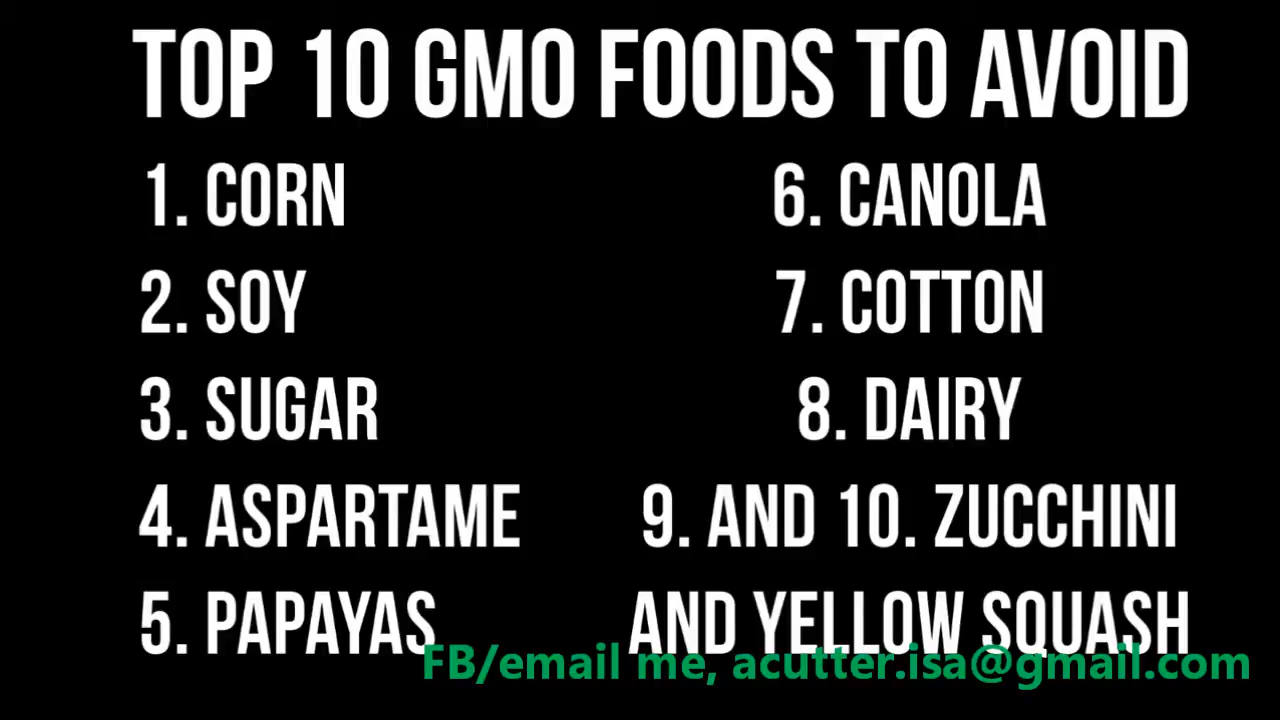 TOP 10 GMO FOODS TO AVOID
1. CORN
2. SOY
3. SUGAR
4. ASPARTAME
5. PAPAYAS
6. CANOLA
7. COTTON
8. DAIRY
9. AND 10. ZUCCHINI
AND YELLOW SQUASH
FB/email me, acutter.isa@gmail.com